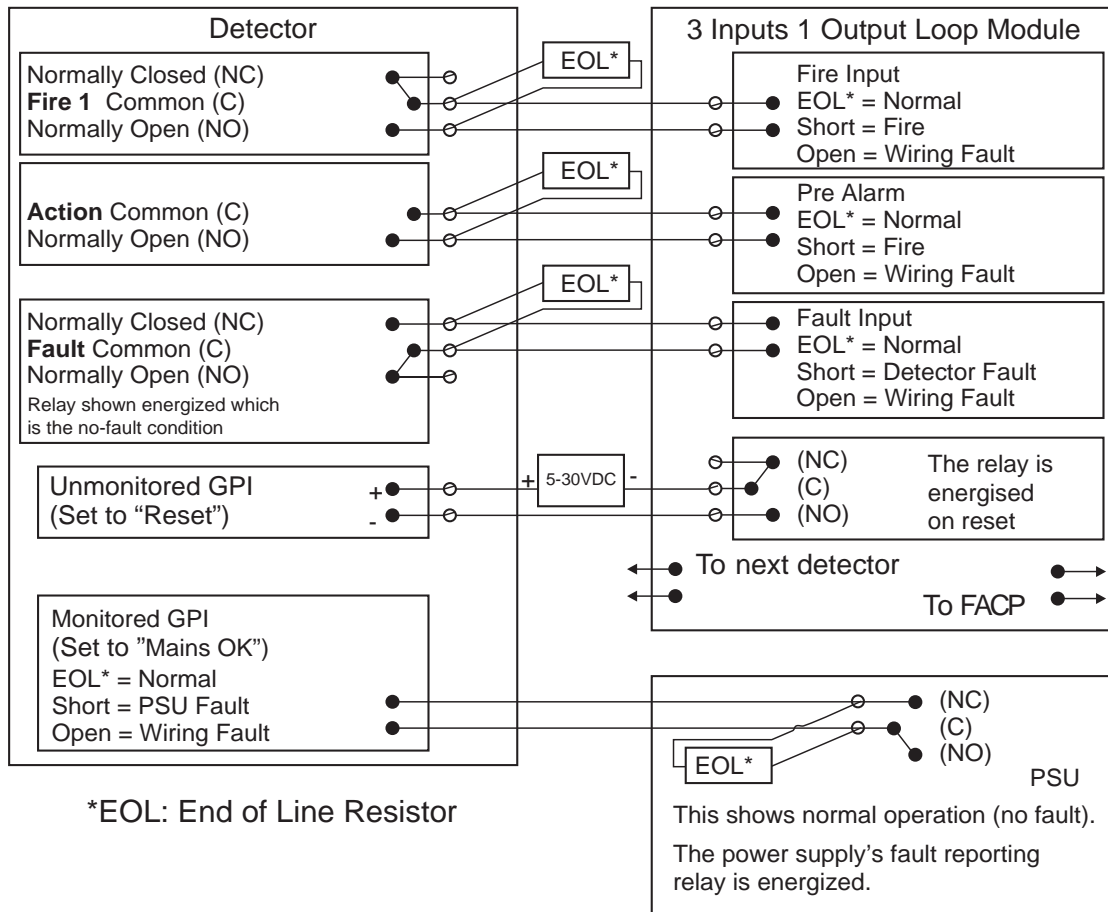 Detector
Normally Closed (NC)
Fire 1 Common (C)
Normally Open (NO)
EOL*
Action Common (C)
Normally Open (NO)
EOL*
Normally Closed (NC)
Fault Common (C)
Normally Open (NO)
Relay shown energized which
is the no-fault condition
EOL*
Unmonitored GPI
(Set to “Reset”)
+
-
+ 5-30VDC -
Monitored GPI
(Set to ”Mains OK”)
EOL* = Normal
Short = PSU Fault
Open = Wiring Fault
3 Inputs 1 Output Loop Module
Fire Input
EOL* = Normal
Short = Fire
Open = Wiring Fault
Pre Alarm
EOL* = Normal
Short = Fire
Open = Wiring Fault
Fault Input
EOL* = Normal
Short = Detector Fault
Open = Wiring Fault
(NC)
(C)
(NO)
The relay is
energised
on reset
To next detector
To FACP
(NC)
(C)
(NO)
EOL*
PSU
This shows normal operation (no fault).
The power supply’s fault reporting
relay is energized.
*EOL: End of Line Resistor